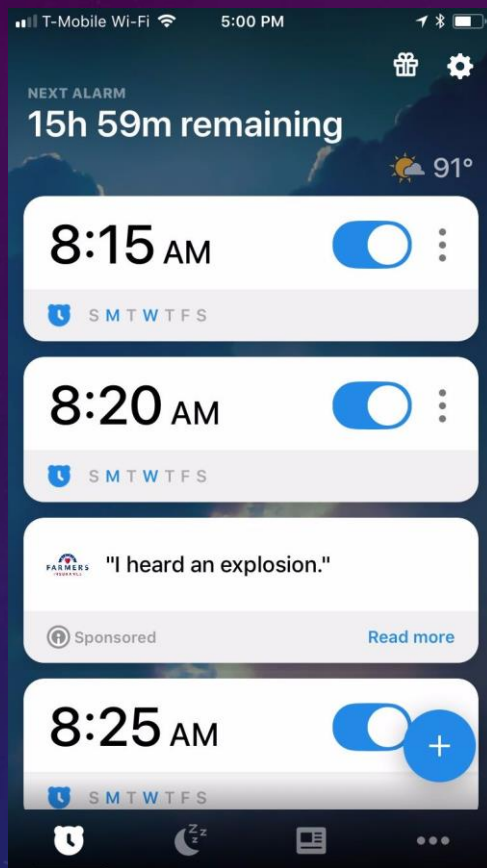 T-Mobile Wi-Fi 5:00 PM
NEXT ALARM
15h 59m remaining
91°
8:15 AM
S M T W T F S
8:20 AM
S M T W T F S
FARMERS
INSURANCE
"I heard an explosion."
Sponsored
Read more
8:25 AM
+
S M T W T F S
z z z